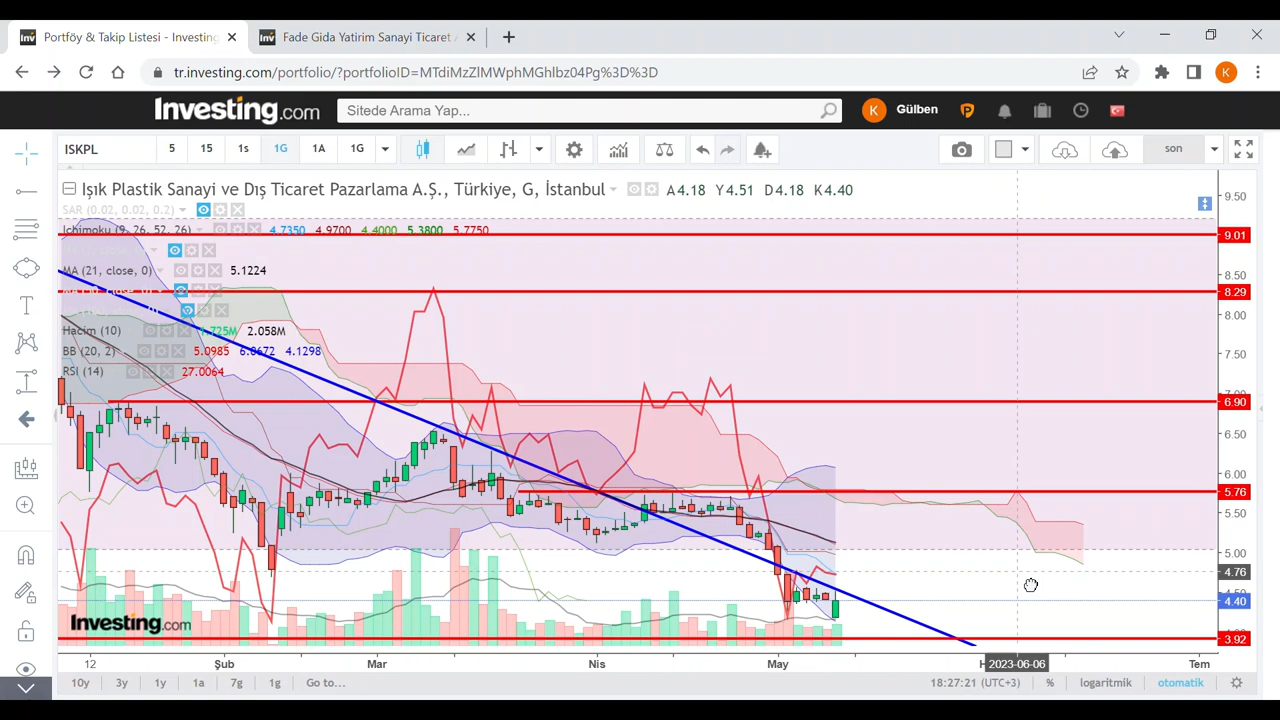 Portföy & Takip Listesi - Investing
Fade Gida Yatirim Sanayi Ticaret A
tr.investing.com/portfolio/?portfolioID=MTdiMzZlMWphMGhlbz04Pg%3D%3D
K
Investing.com
Sitede Arama Yap...
K Gülben
ISKPL 5 15 1s 1G 1A 1G son
Işık Plastik Sanayi ve Dış Ticaret Pazarlama A.Ş., Türkiye, G, İstanbul A4.18 Y4.51 D4.18 K4.40
SAR (0.02, 0.02, 0.2)
Ichimoku (9, 26, 52, 26) 4.7350 4.9700 4.4000 5.3800 5.7750
MA (21, close, 0) 5.1224
Hacim (10) 1.725M 2.058M
BB (20, 2) 5.0985 6.0672 4.1298
RSI (14) 27.0064
9.50
9.01
8.50
8.29
8.00
7.50
6.90
6.50
6.00
5.76
5.50
5.00
4.76
4.40
3.92
Investing.com
12 Şub Mar Nis May 2023-06-06 Tem
10y 3y 1y 1a 7g 1g Go to... 18:27:21 (UTC+3) % logaritmik otomatik